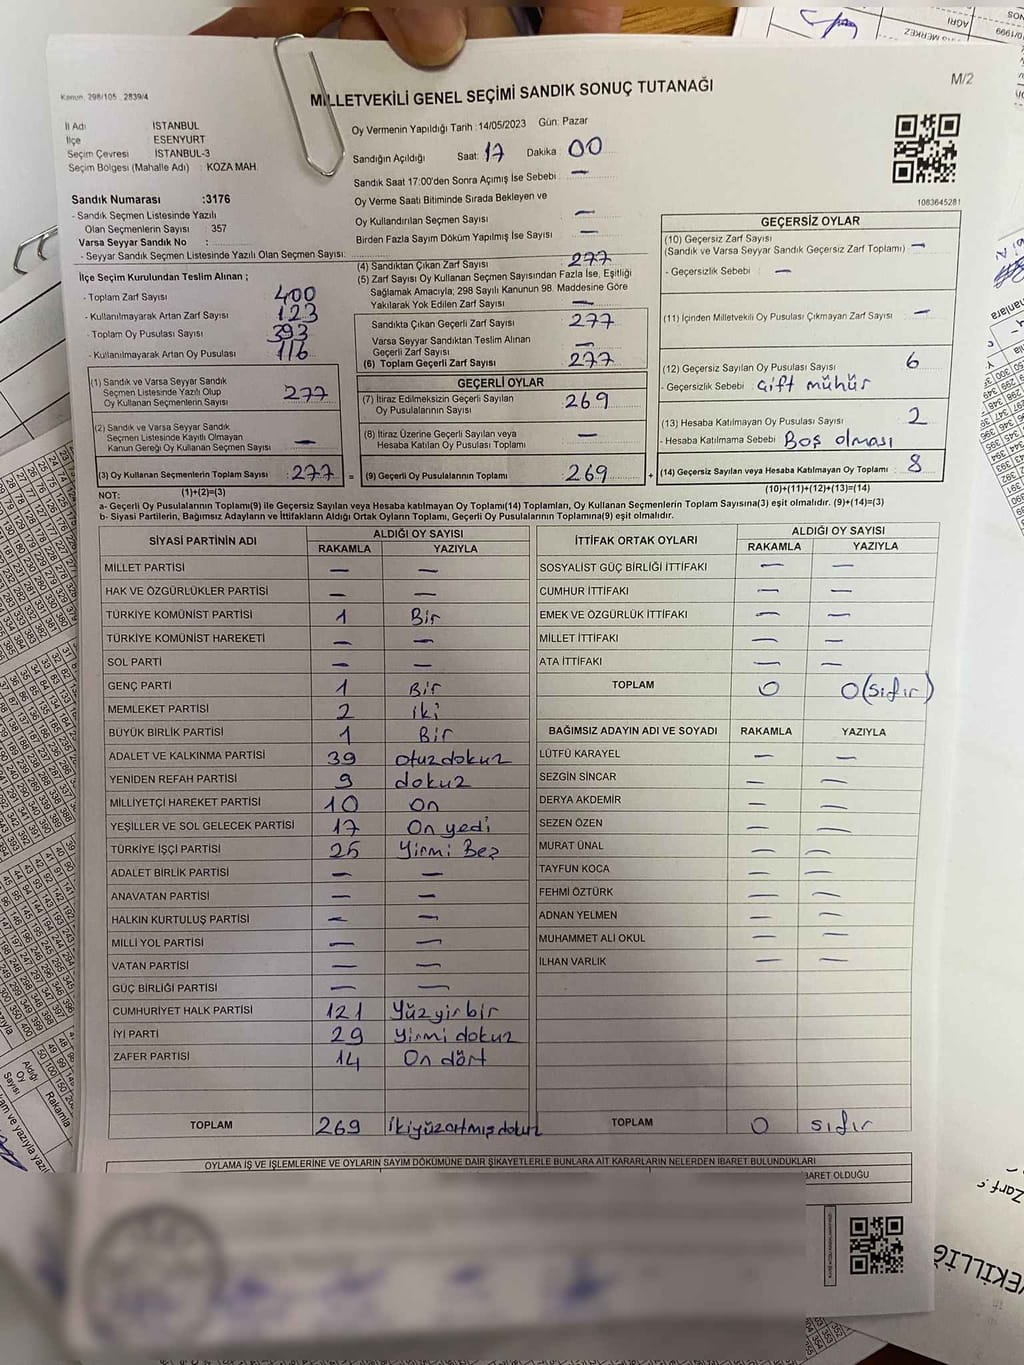 Kanun, 298/105 , 2839/4
MİLLETVEKİLİ GENEL SEÇİMİ SANDIK SONUÇ TUTANAĞI
M/2
İl Adı İSTANBUL
İlçe ESENYURT
Seçim Çevresi İSTANBUL-3
Seçim Bölgesi (Mahalle Adı) : KOZA MAH.
Oy Vermenin Yapıldığı Tarih : 14/05/2023 Gün: Pazar
Sandığın Açıldığı Saat: 17 Dakika 00
Sandık Saat 17:00'den Sonra Açımış İse Sebebi —
Oy Verme Saati Bitiminde Sırada Bekleyen ve
Oy Kullandırılan Seçmen Sayısı —
Birden Fazla Sayım Döküm Yapılmış İse Sayısı —
1083645281
Sandık Numarası :3176
- Sandık Seçmen Listesinde Yazılı
Olan Seçmenlerin Sayısı : 357
Varsa Seyyar Sandık No :
- Seyyar Sandık Seçmen Listesinde Yazılı Olan Seçmen Sayısı:
İlçe Seçim Kurulundan Teslim Alınan ;
- Toplam Zarf Sayısı 400
- Kullanılmayarak Artan Zarf Sayısı 123
- Toplam Oy Pusulası Sayısı 393
- Kullanılmayarak Artan Oy Pusulası 116
(1) Sandık ve Varsa Seyyar Sandık
Seçmen Listesinde Yazılı Olup
Oy Kullanan Seçmenlerin Sayısı 277
(2) Sandık ve Varsa Seyyar Sandık
Seçmen Listesinde Kayıtlı Olmayan
Kanun Gereği Oy Kullanan Seçmen Sayısı —
(3) Oy Kullanan Seçmenlerin Toplam Sayısı : 277 =
(4) Sandıktan Çıkan Zarf Sayısı 277
(5) Zarf Sayısı Oy Kullanan Seçmen Sayısından Fazla İse, Eşitliği
Sağlamak Amacıyla; 298 Sayılı Kanunun 98. Maddesine Göre
Yakılarak Yok Edilen Zarf Sayısı —
Sandıkta Çıkan Geçerli Zarf Sayısı 277
Varsa Seyyar Sandıktan Teslim Alınan
Geçerli Zarf Sayısı —
(6) Toplam Geçerli Zarf Sayısı 277
GEÇERLİ OYLAR
(7) İtiraz Edilmeksizin Geçerli Sayılan
Oy Pusulalarının Sayısı 269
(8) İtiraz Üzerine Geçerli Sayılan veya
Hesaba Katılan Oy Pusulası Toplamı —
(9) Geçerli Oy Pusulalarının Toplamı 269 +
GEÇERSİZ OYLAR
(10) Geçersiz Zarf Sayısı
(Sandık ve Varsa Seyyar Sandık Geçersiz Zarf Toplamı) —
- Geçersizlik Sebebi : —
(11) İçinden Milletvekili Oy Pusulası Çıkmayan Zarf Sayısı —
(12) Geçersiz Sayılan Oy Pusulası Sayısı 6
- Geçersizlik Sebebi : Çift mühür
(13) Hesaba Katılmayan Oy Pusulası Sayısı 2
- Hesaba Katılmama Sebebi Boş olması
(14) Geçersiz Sayılan veya Hesaba Katılmayan Oy Toplamı : 8
NOT: (1)+(2)=(3) (10)+(11)+(12)+(13)=(14)
a- Geçerli Oy Pusulalarının Toplamı(9) ile Geçersiz Sayılan veya Hesaba katılmayan Oy Toplamı(14) Toplamları, Oy Kullanan Seçmenlerin Toplam Sayısına(3) eşit olmalıdır. (9)+(14)=(3)
b- Siyasi Partilerin, Bağımsız Adayların ve İttifakların Aldığı Ortak Oyların Toplamı, Geçerli Oy Pusulalarının Toplamına(9) eşit olmalıdır.
SİYASİ PARTİNİN ADI ALDIĞI OY SAYISI
RAKAMLA YAZIYLA
MİLLET PARTİSİ — —
HAK VE ÖZGÜRLÜKLER PARTİSİ — —
TÜRKİYE KOMÜNİST PARTİSİ 1 Bir
TÜRKİYE KOMÜNİST HAREKETİ — —
SOL PARTİ — —
GENÇ PARTİ 1 Bir
MEMLEKET PARTİSİ 2 iki
BÜYÜK BİRLİK PARTİSİ 1 Bir
ADALET VE KALKINMA PARTİSİ 39 otuzdokuz
YENİDEN REFAH PARTİSİ 9 dokuz
MİLLİYETÇİ HAREKET PARTİSİ 10 On
YEŞİLLER VE SOL GELECEK PARTİSİ 17 On yedi
TÜRKİYE İŞÇİ PARTİSİ 25 Yirmi Beş
ADALET BİRLİK PARTİSİ — —
ANAVATAN PARTİSİ — —
HALKIN KURTULUŞ PARTİSİ — —
MİLLİ YOL PARTİSİ — —
VATAN PARTİSİ — —
GÜÇ BİRLİĞİ PARTİSİ — —
CUMHURİYET HALK PARTİSİ 121 Yüzyirbir
İYİ PARTİ 29 Yirmi dokuz
ZAFER PARTİSİ 14 On dört
TOPLAM 269 İkiyüzaltmışdokuz
İTTİFAK ORTAK OYLARI ALDIĞI OY SAYISI
RAKAMLA YAZIYLA
SOSYALİST GÜÇ BİRLİĞİ İTTİFAKI — —
CUMHUR İTTİFAKI — —
EMEK VE ÖZGÜRLÜK İTTİFAKI — —
MİLLET İTTİFAKI — —
ATA İTTİFAKI — —
TOPLAM 0 0(sıfır)
BAĞIMSIZ ADAYIN ADI VE SOYADI RAKAMLA YAZIYLA
LÜTFÜ KARAYEL — —
SEZGİN SİNCAR — —
DERYA AKDEMİR — —
SEZEN ÖZEN — —
MURAT ÜNAL — —
TAYFUN KOCA — —
FEHMİ ÖZTÜRK — —
ADNAN YELMEN — —
MUHAMMET ALİ OKUL — —
İLHAN VARLIK — —
TOPLAM 0 sıfır
OYLAMA İŞ VE İŞLEMLERİNE VE OYLARIN SAYIM DÖKÜMÜNE DAİR ŞİKAYETLERLE BUNLARA AİT KARARLARIN NELERDEN İBARET BULUNDUKLARI
İBARET OLDUĞU